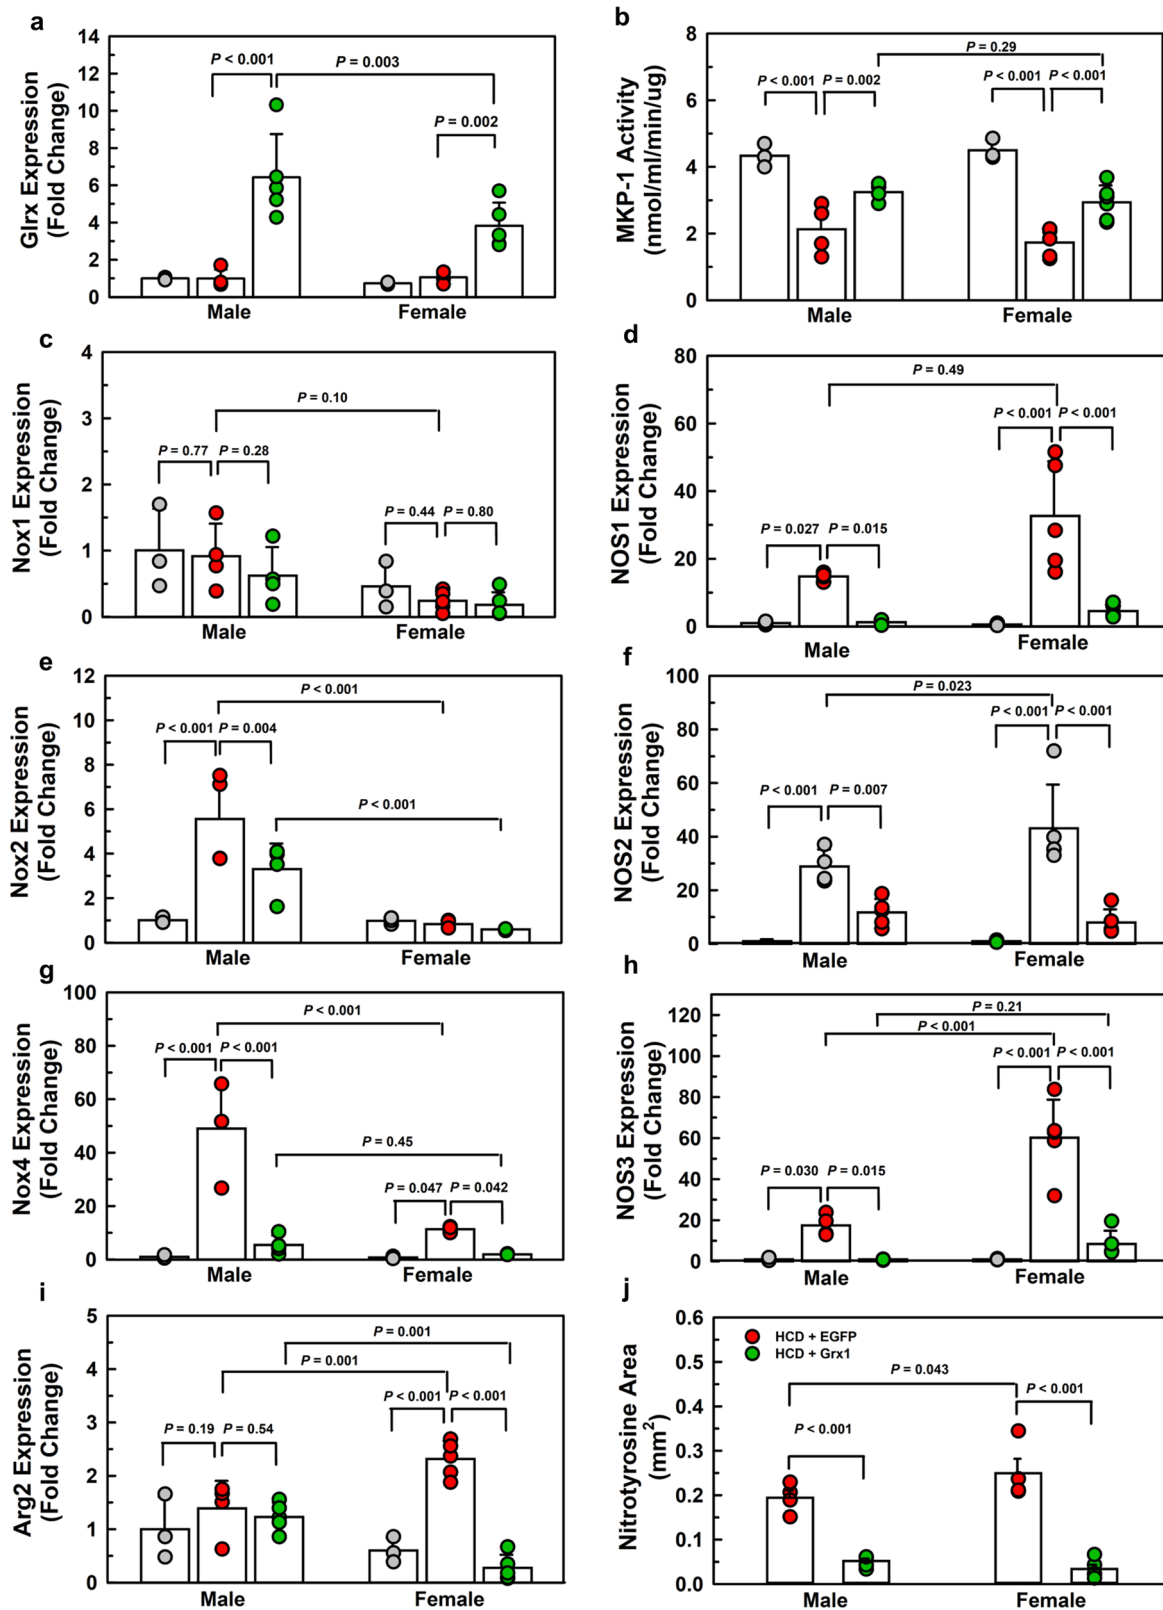 a
Glrx Expression
(Fold Change)
14
12
10
8
6
4
2
0
P < 0.001
P = 0.003
P = 0.002
Male
Female
b
MKP-1 Activity
(nmol/ml/min/ug)
8
6
4
2
0
P = 0.29
P < 0.001
P = 0.002
P < 0.001
P < 0.001
Male
Female
c
Nox1 Expression
(Fold Change)
4
3
2
1
0
P = 0.10
P = 0.77
P = 0.28
P = 0.44
P = 0.80
Male
Female
d
NOS1 Expression
(Fold Change)
80
60
40
20
0
P = 0.49
P < 0.001
P < 0.001
P = 0.027
P = 0.015
Male
Female
e
Nox2 Expression
(Fold Change)
12
10
8
6
4
2
0
P < 0.001
P < 0.001
P = 0.004
P < 0.001
Male
Female
f
NOS2 Expression
(Fold Change)
100
80
60
40
20
0
P = 0.023
P < 0.001
P < 0.001
P < 0.001
P = 0.007
Male
Female
g
Nox4 Expression
(Fold Change)
100
80
60
40
20
0
P < 0.001
P < 0.001
P < 0.001
P = 0.45
P = 0.047
P = 0.042
Male
Female
h
NOS3 Expression
(Fold Change)
120
100
80
60
40
20
0
P = 0.21
P < 0.001
P < 0.001
P < 0.001
P = 0.030
P = 0.015
Male
Female
i
Arg2 Expression
(Fold Change)
5
4
3
2
1
0
P = 0.001
P = 0.001
P < 0.001
P < 0.001
P = 0.19
P = 0.54
Male
Female
j
Nitrotyrosine Area
(mm²)
0.6
0.5
0.4
0.3
0.2
0.1
0.0
HCD + EGFP
HCD + Grx1
P = 0.043
P < 0.001
P < 0.001
Male
Female